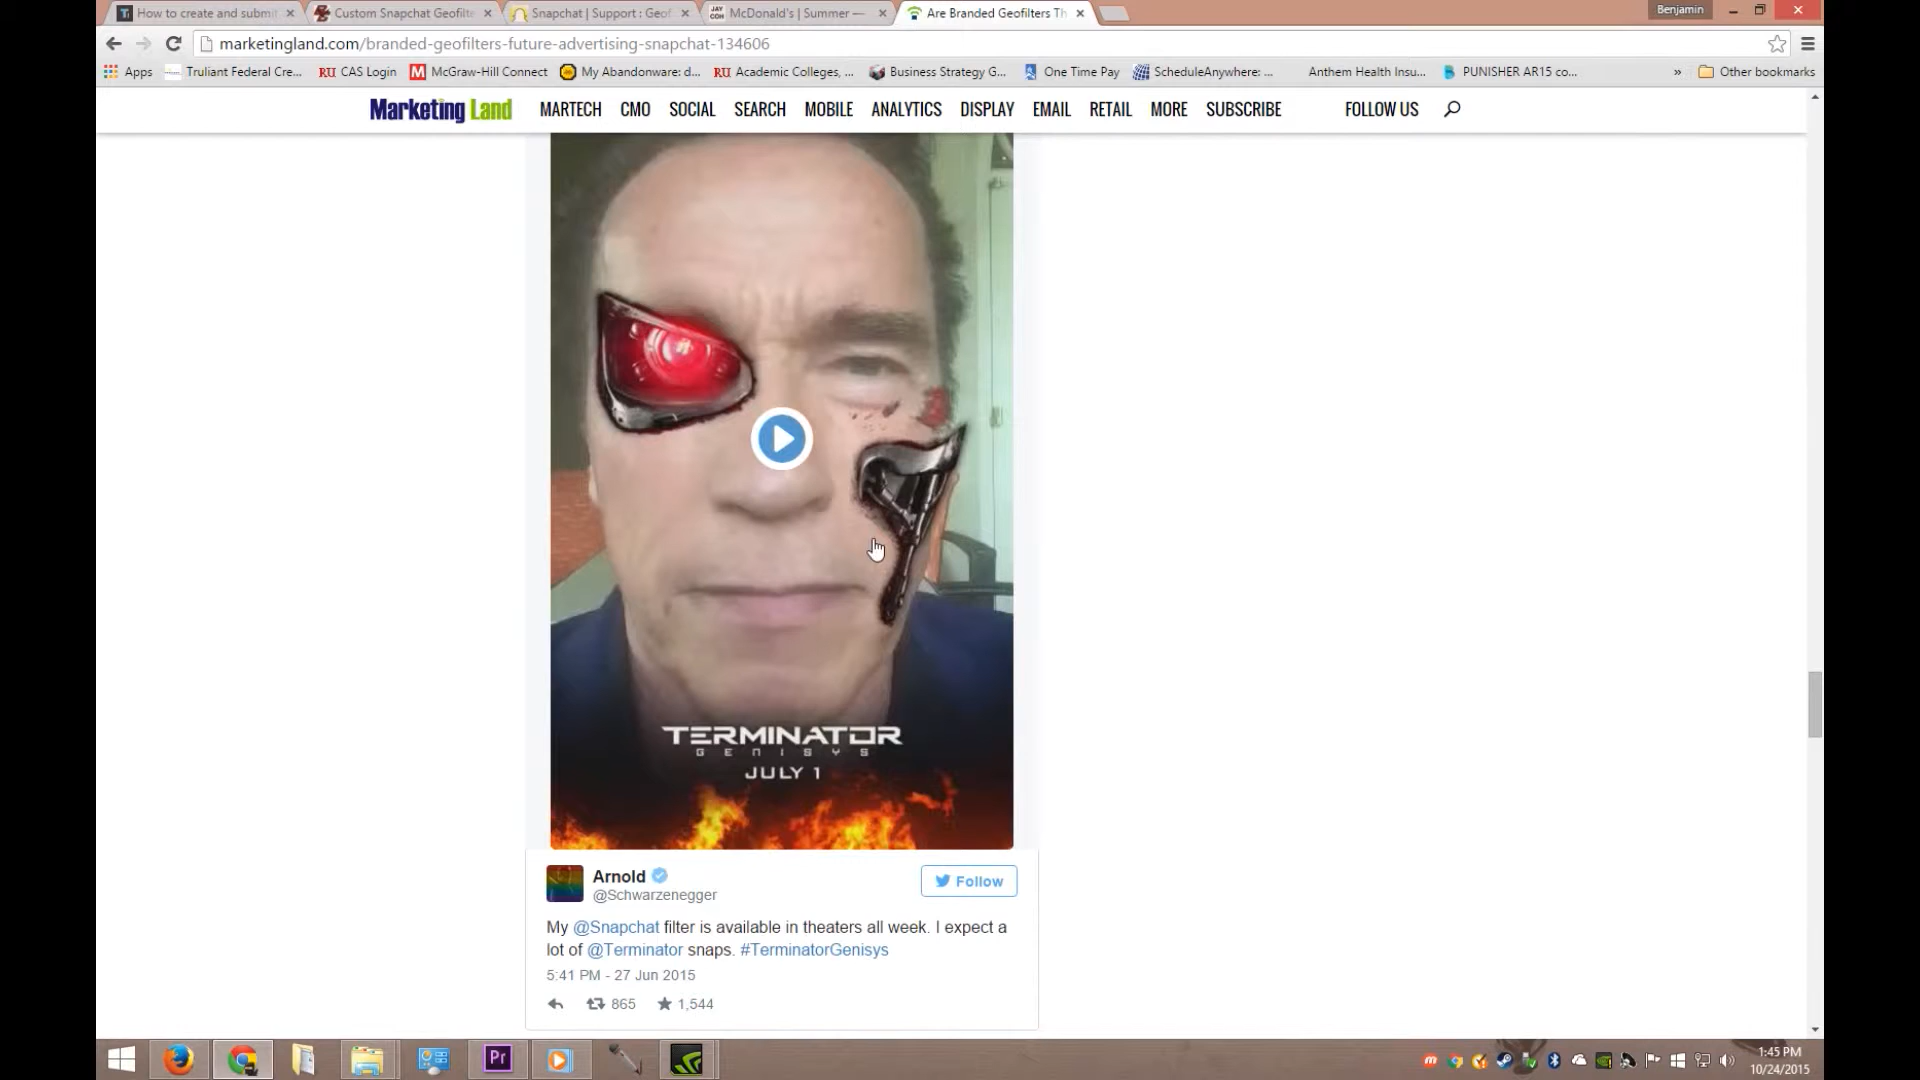 How to create and submi
Custom Snapchat Geofilte
Snapchat | Support : Geof
McDonald's | Summer —
Are Branded Geofilters Th
Benjamin
marketingland.com/branded-geofilters-future-advertising-snapchat-134606
Apps
Truliant Federal Cre...
RU CAS Login
M McGraw-Hill Connect
My Abandonware: d...
RU Academic Colleges, ...
Business Strategy G...
One Time Pay
ScheduleAnywhere: ...
Anthem Health Insu...
PUNISHER AR15 co...
»
Other bookmarks
Marketing Land
MARTECH CMO SOCIAL SEARCH MOBILE ANALYTICS DISPLAY EMAIL RETAIL MORE SUBSCRIBE FOLLOW US
TERMINATOR
GENISYS
JULY 1
Arnold
@Schwarzenegger
Follow
My @Snapchat filter is available in theaters all week. I expect a
lot of @Terminator snaps. #TerminatorGenisys
5:41 PM - 27 Jun 2015
865 1,544
Pr
1:45 PM
10/24/2015